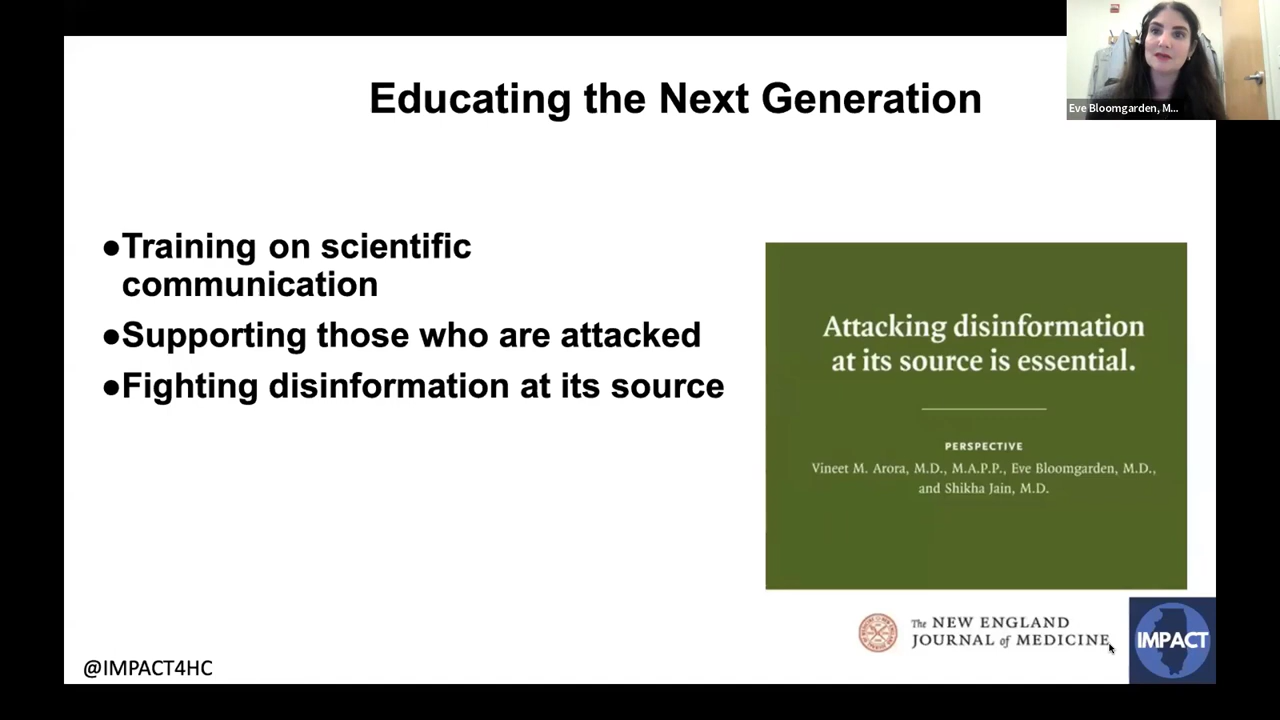 Educating the Next Generation
Eve Bloomgarden, M...
●Training on scientific
communication
●Supporting those who are attacked
●Fighting disinformation at its source
Attacking disinformation
at its source is essential.
PERSPECTIVE
Vineet M. Arora, M.D., M.A.P.P., Eve Bloomgarden, M.D.,
and Shikha Jain, M.D.
The NEW ENGLAND
JOURNAL of MEDICINE
IMPACT
@IMPACT4HC